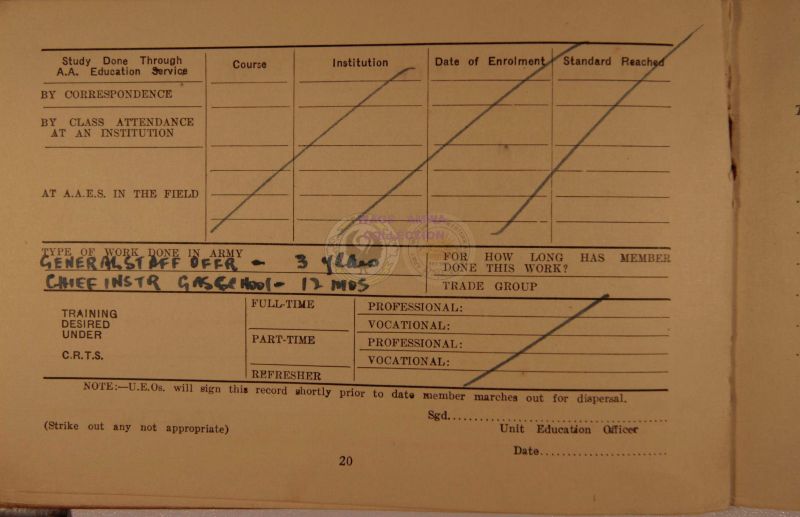 Study Done Through
A.A. Education Service
Course
Institution
Date of Enrolment
Standard Reached
BY CORRESPONDENCE
BY CLASS ATTENDANCE
AT AN INSTITUTION
AT A.A.E.S. IN THE FIELD
WAGS AMWA
COLLECTION
TYPE OF WORK DONE IN ARMY
GENERAL STAFF OFFR - 3 years
CHIEF INSTR GASSCHOOL - 12 MOS
FOR HOW LONG HAS MEMBER
DONE THIS WORK?
TRADE GROUP
TRAINING
DESIRED
UNDER
C.R.T.S.
FULL-TIME
PROFESSIONAL:
VOCATIONAL:
PART-TIME
PROFESSIONAL:
VOCATIONAL:
REFRESHER
NOTE:—U.E.Os. will sign this record shortly prior to date member marches out for dispersal.
Sgd.
(Strike out any not appropriate)
Unit Education Officer
Date
20